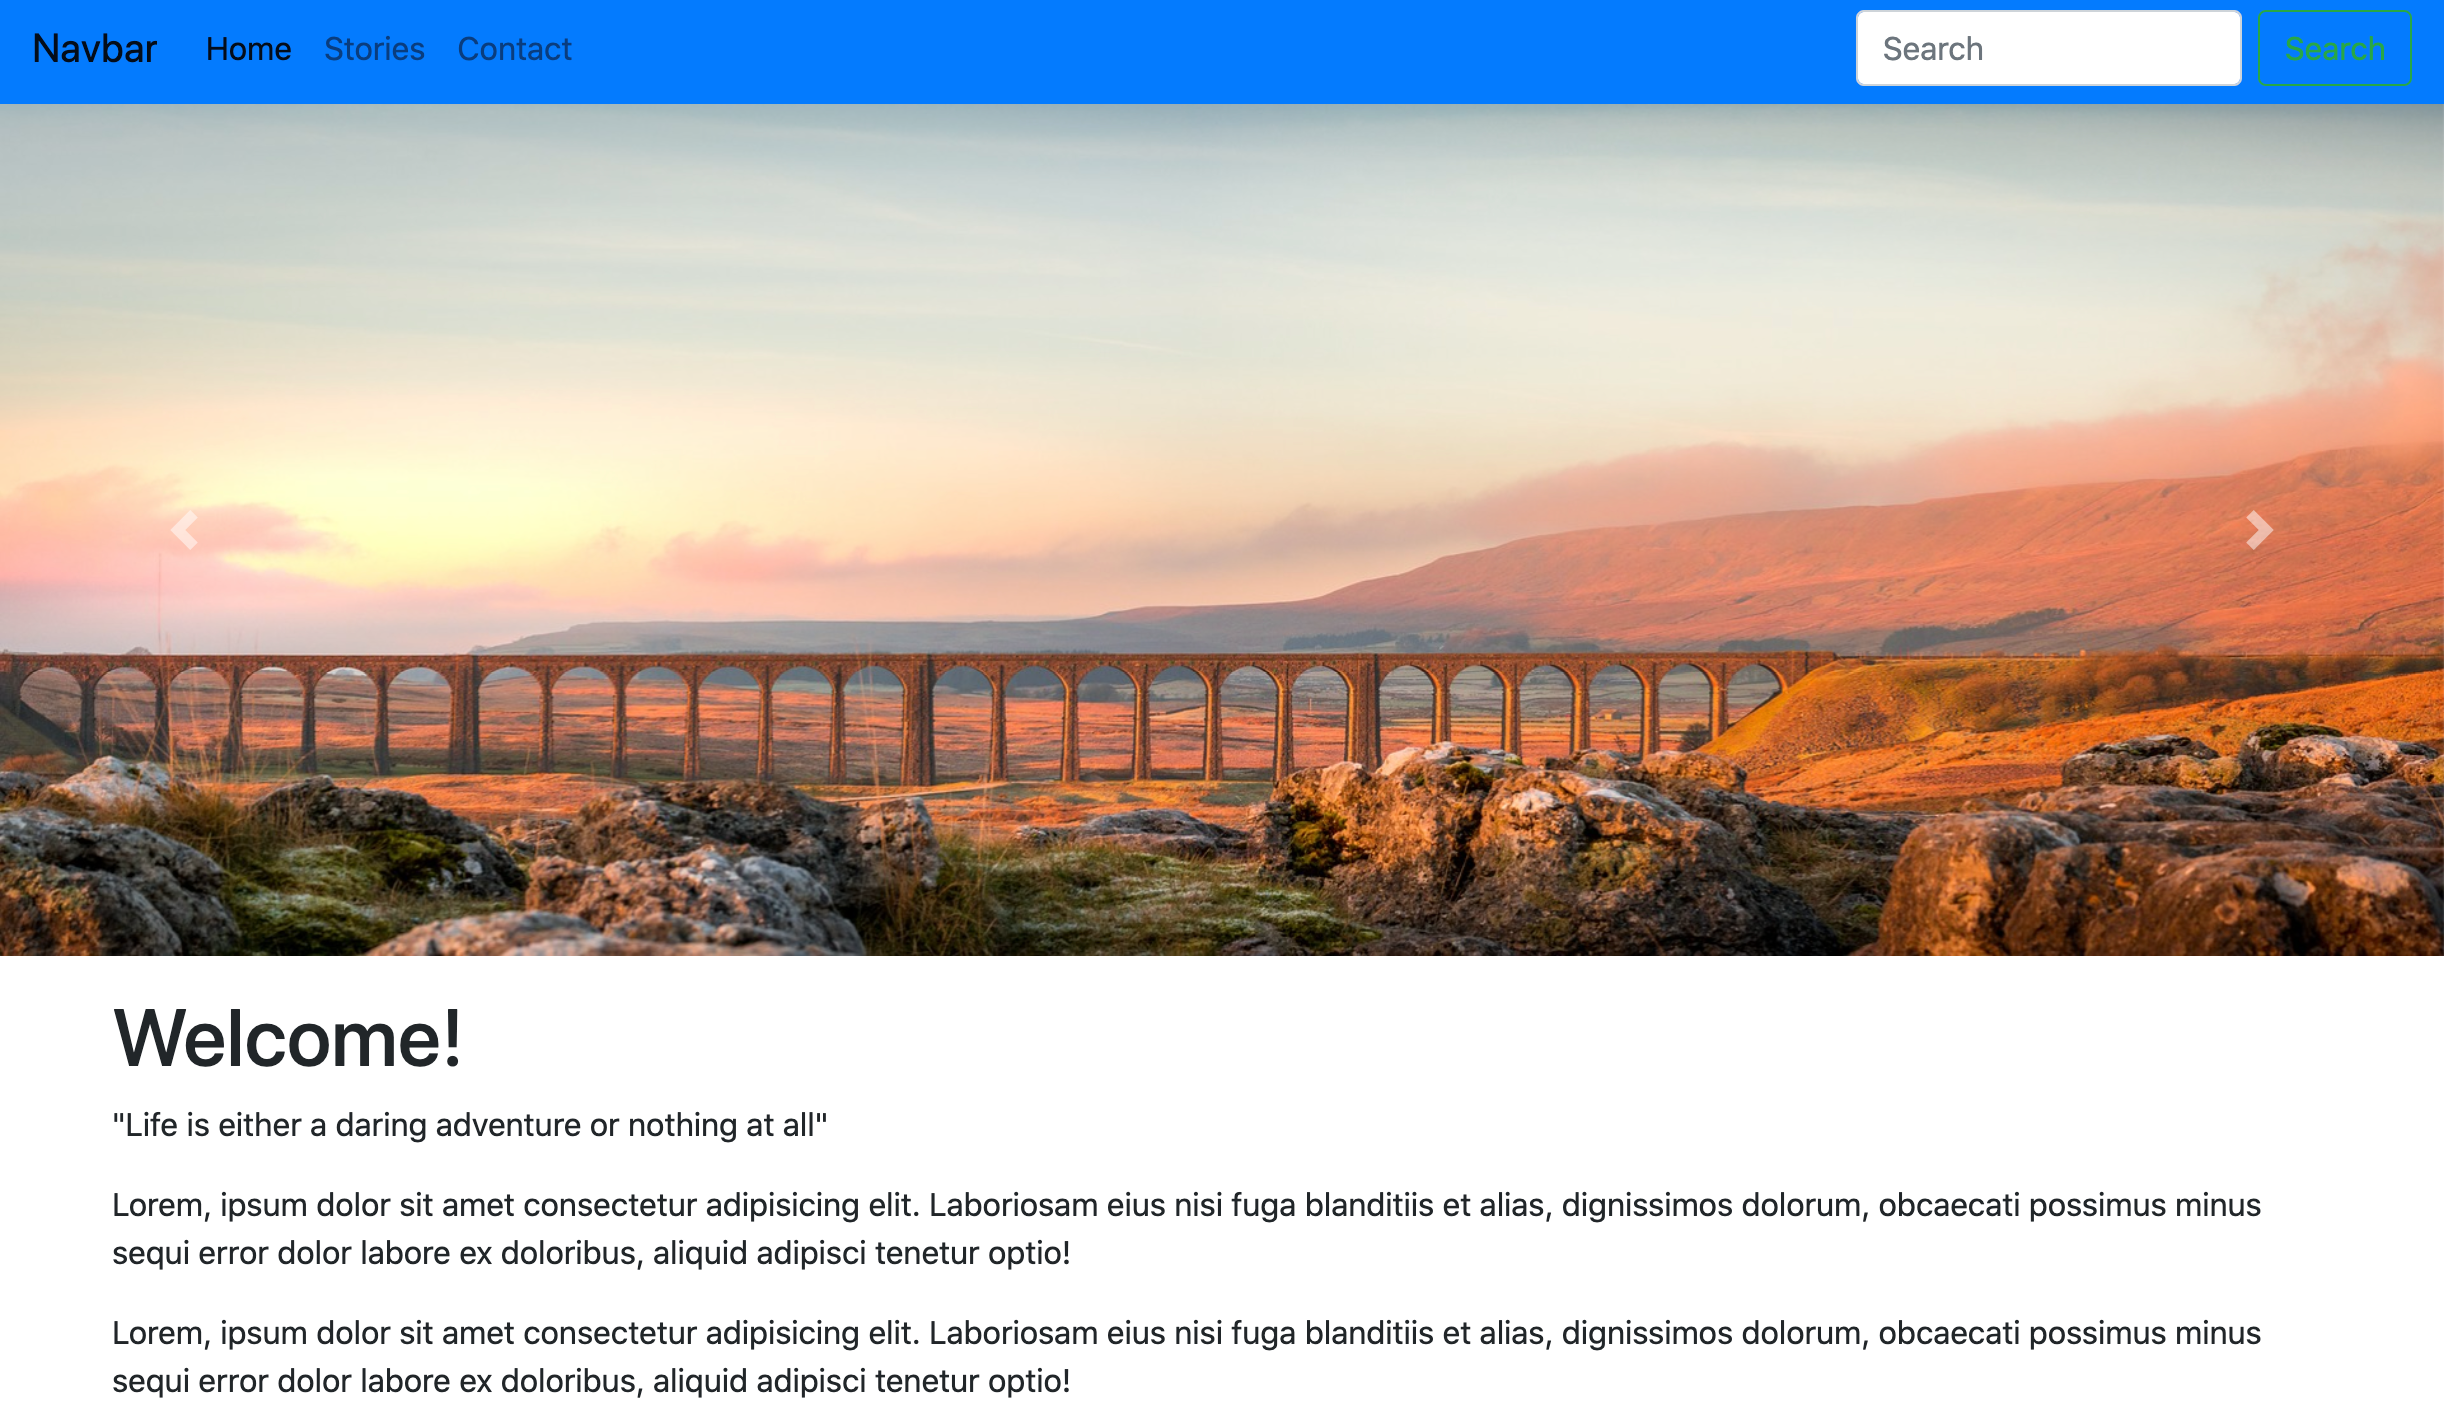 Navbar Home Stories Contact Search Search
Welcome!
"Life is either a daring adventure or nothing at all"
Lorem, ipsum dolor sit amet consectetur adipisicing elit. Laboriosam eius nisi fuga blanditiis et alias, dignissimos dolorum, obcaecati possimus minus
sequi error dolor labore ex doloribus, aliquid adipisci tenetur optio!
Lorem, ipsum dolor sit amet consectetur adipisicing elit. Laboriosam eius nisi fuga blanditiis et alias, dignissimos dolorum, obcaecati possimus minus
sequi error dolor labore ex doloribus, aliquid adipisci tenetur optio!